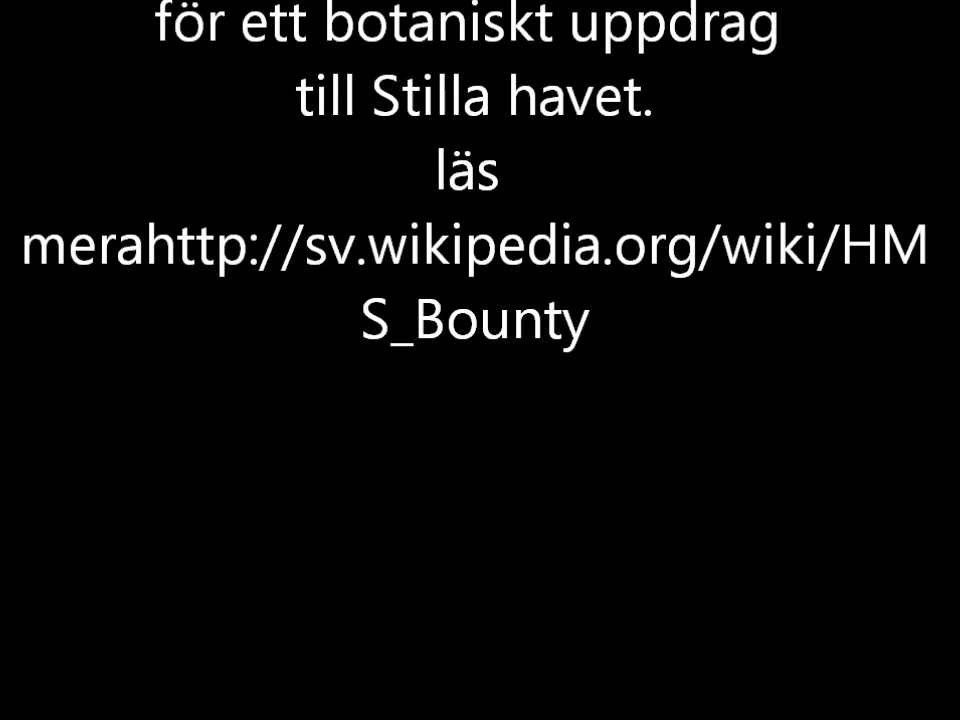 för ett botaniskt uppdrag
till Stilla havet.
läs
merahttp://sv.wikipedia.org/wiki/HM
S_Bounty